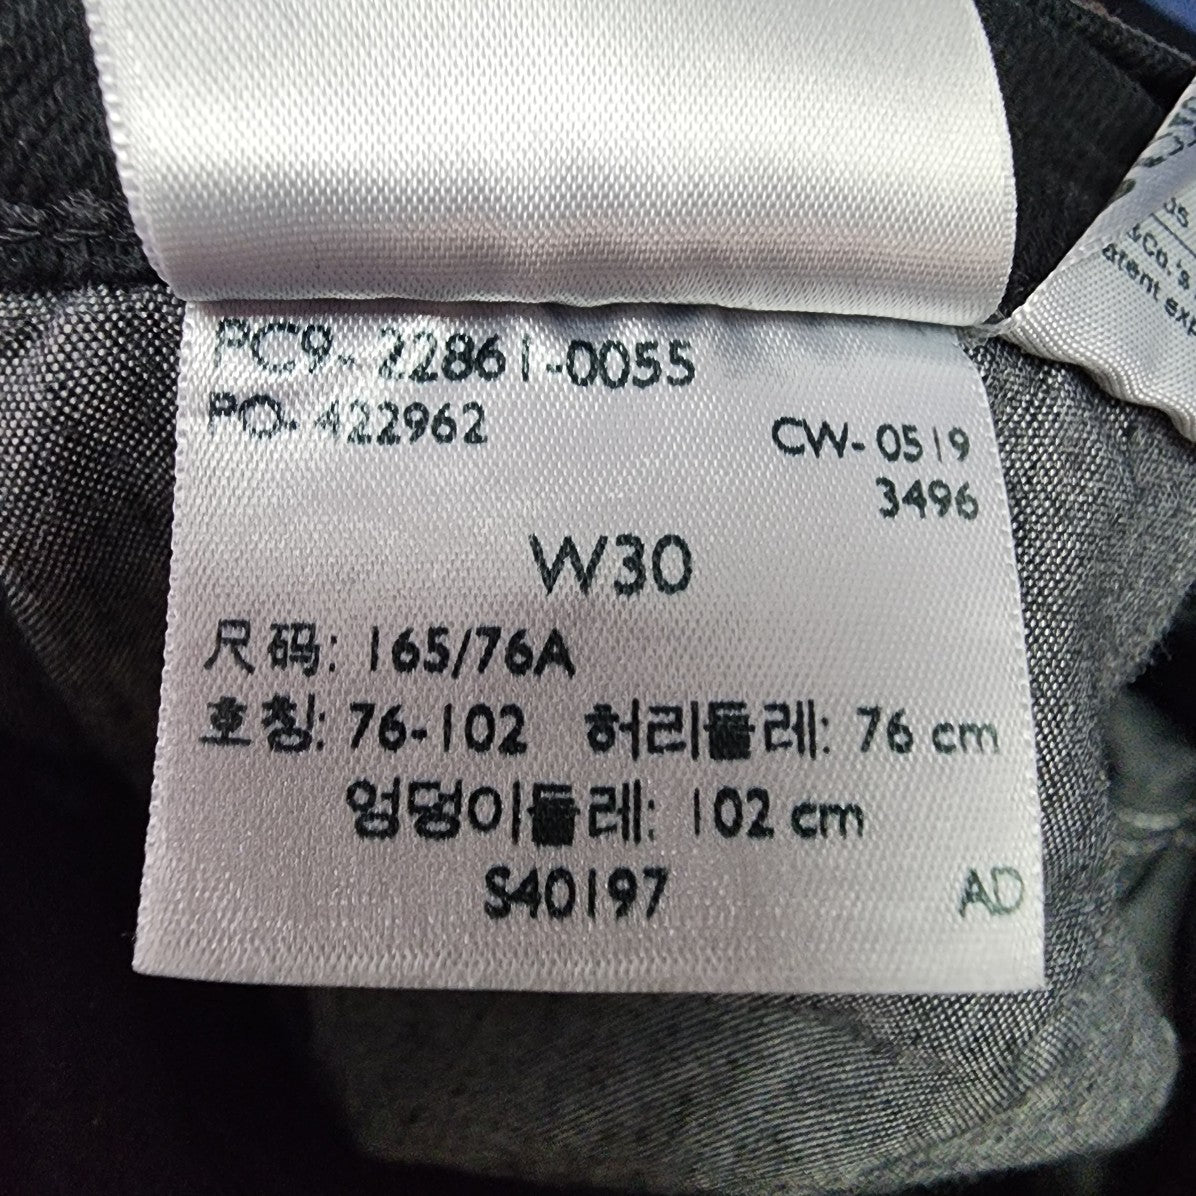 PC9-22861-0055
PO-422962
CW-0519
3496
W30
尺码: 165/76A
호칭: 76-102 허리둘레: 76 cm
엉덩이둘레: 102 cm
S40197 AD
&Co.'s